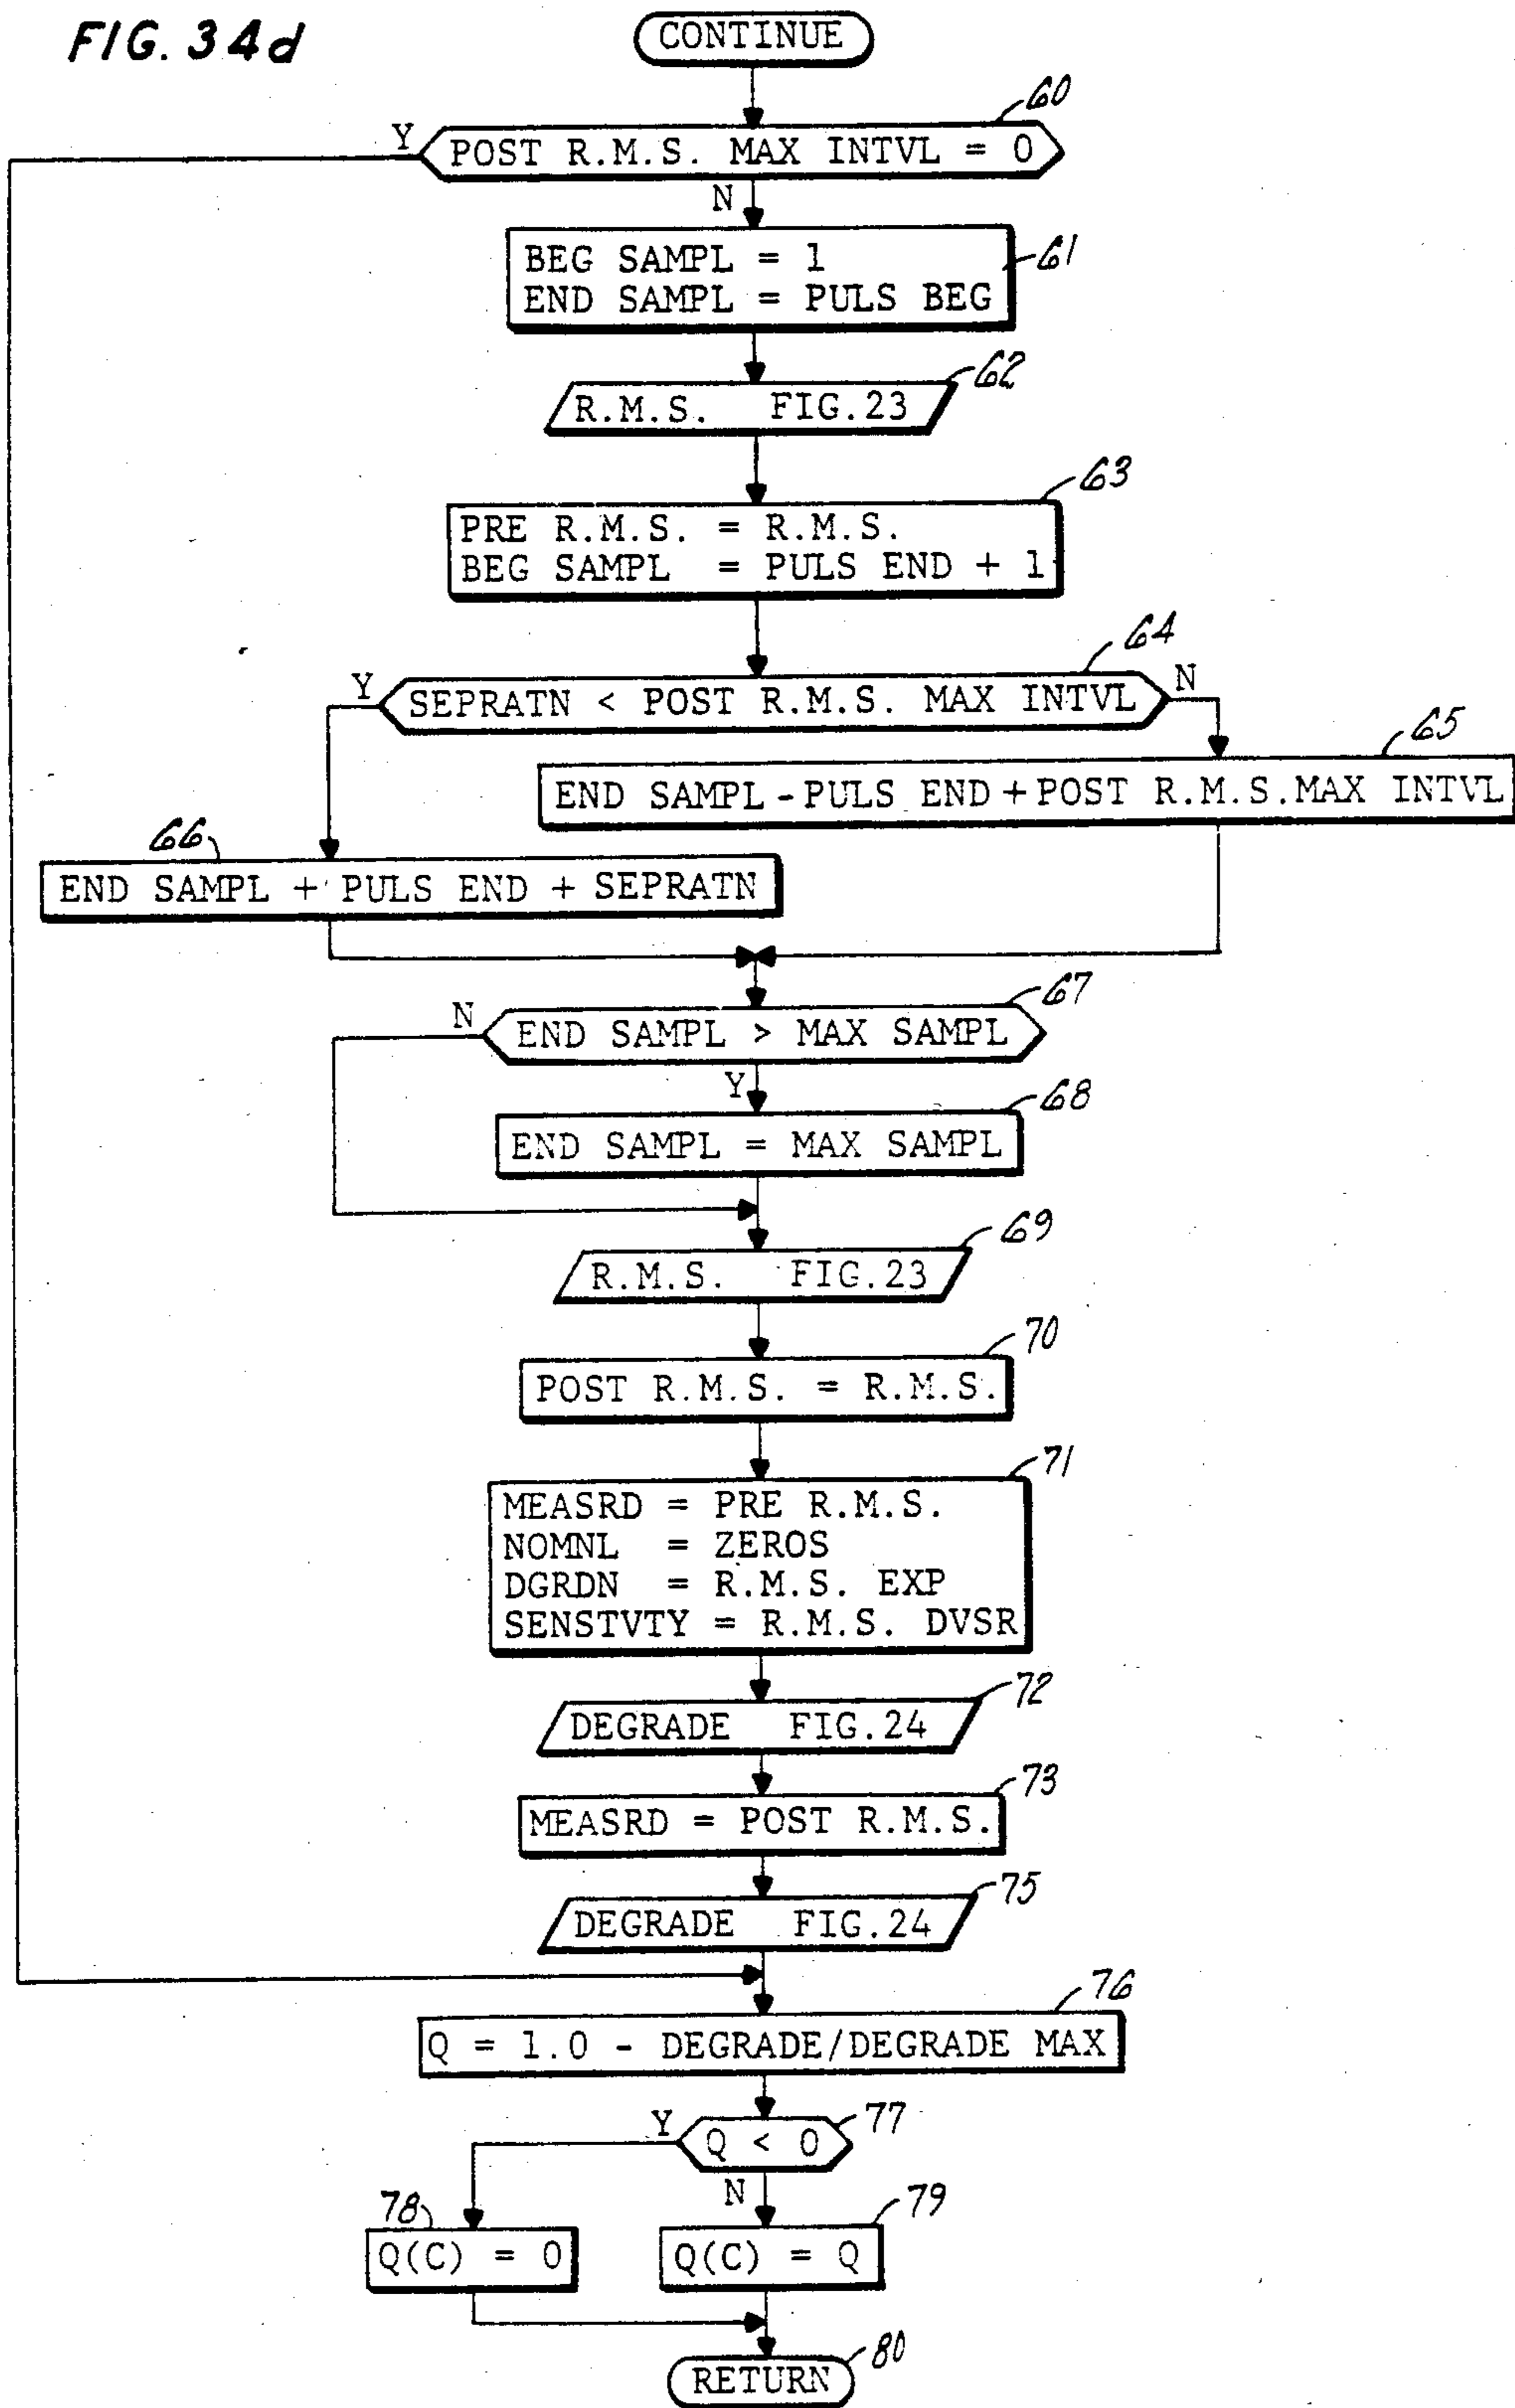 FIG. 34d
CONTINUE
60
Y
POST R.M.S. MAX INTVL = 0
N
BEG SAMPL = 1
END SAMPL = PULS BEG
61
62
R.M.S. FIG.23
63
PRE R.M.S. = R.M.S.
BEG SAMPL = PULS END + 1
64
Y
SEPRATN < POST R.M.S. MAX INTVL
N
65
END SAMPL - PULS END + POST R.M.S. MAX INTVL
66
END SAMPL + PULS END + SEPRATN
67
N
END SAMPL > MAX SAMPL
Y
68
END SAMPL = MAX SAMPL
69
R.M.S. FIG.23
70
POST R.M.S. = R.M.S.
71
MEASRD = PRE R.M.S.
NOMNL = ZEROS
DGRDN = R.M.S. EXP
SENSTVTY = R.M.S. DVSR
72
DEGRADE FIG.24
73
MEASRD = POST R.M.S.
75
DEGRADE FIG.24
76
Q = 1.0 - DEGRADE/DEGRADE MAX
77
Y
Q < 0
N
78
Q(C) = 0
79
Q(C) = Q
80
RETURN